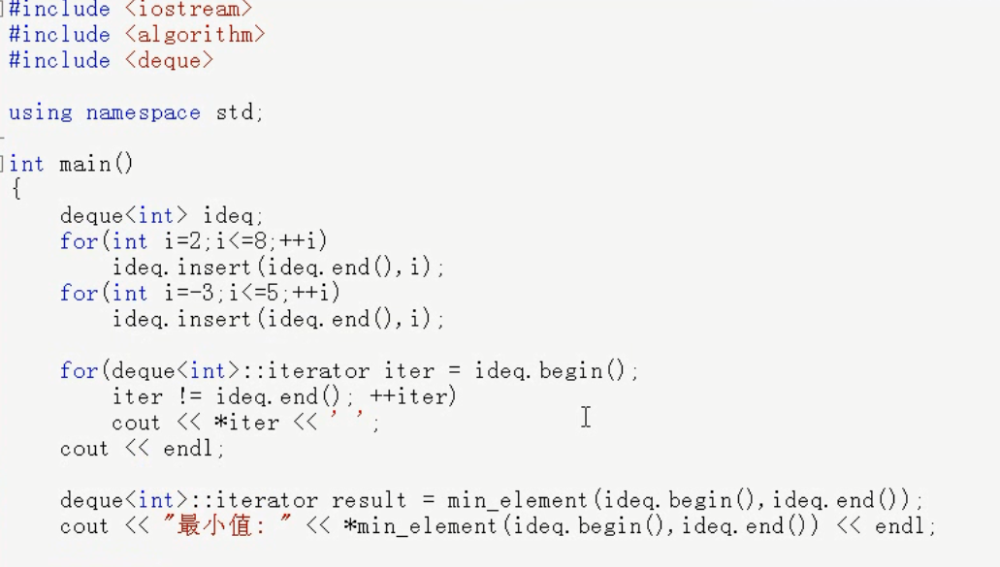 #include <iostream>
#include <algorithm>
#include <deque>
using namespace std;
int main()
{
deque<int> ideq;
for(int i=2;i<=8;++i)
ideq.insert(ideq.end(),i);
for(int i=-3;i<=5;++i)
ideq.insert(ideq.end(),i);
for(deque<int>::iterator iter = ideq.begin();
iter != ideq.end(); ++iter)
cout << *iter << ' ';
cout << endl;
deque<int>::iterator result = min_element(ideq.begin(),ideq.end());
cout << "最小值: " << *min_element(ideq.begin(),ideq.end()) << endl;